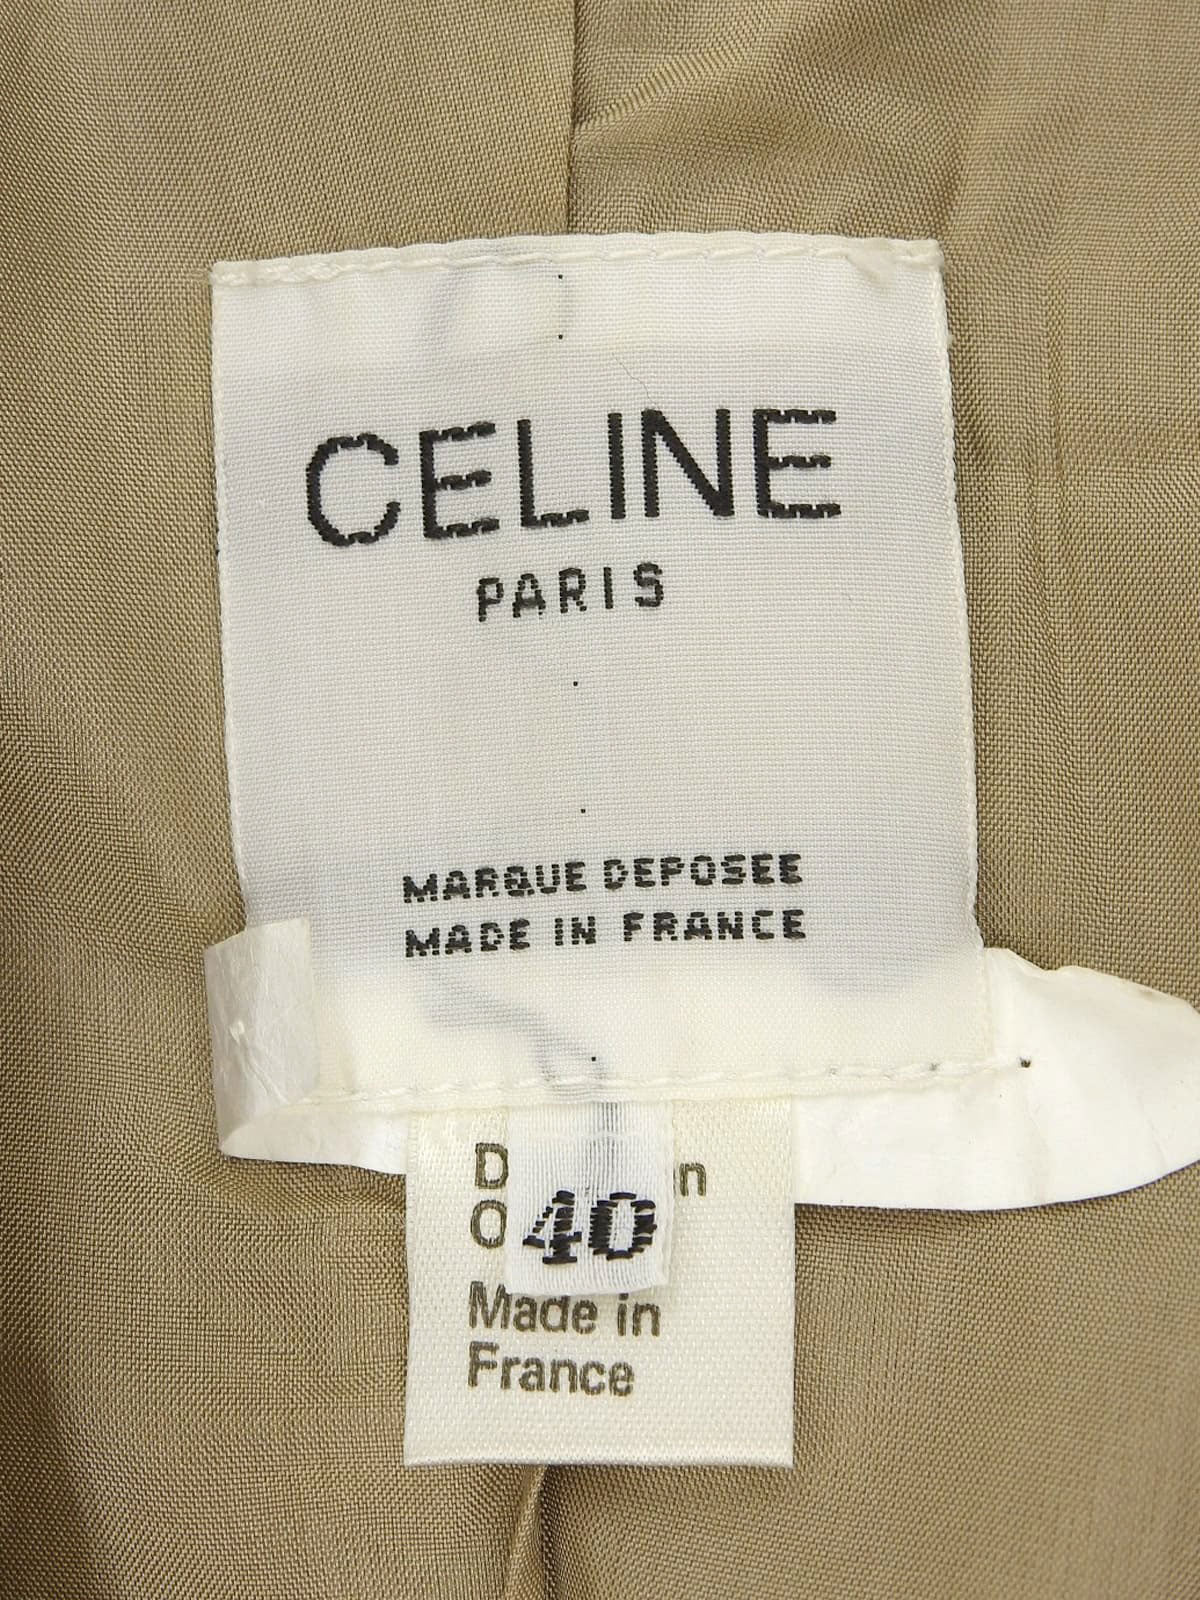 CELINE
PARIS
MARQUE DEPOSEE
MADE IN FRANCE
40
Made in
France